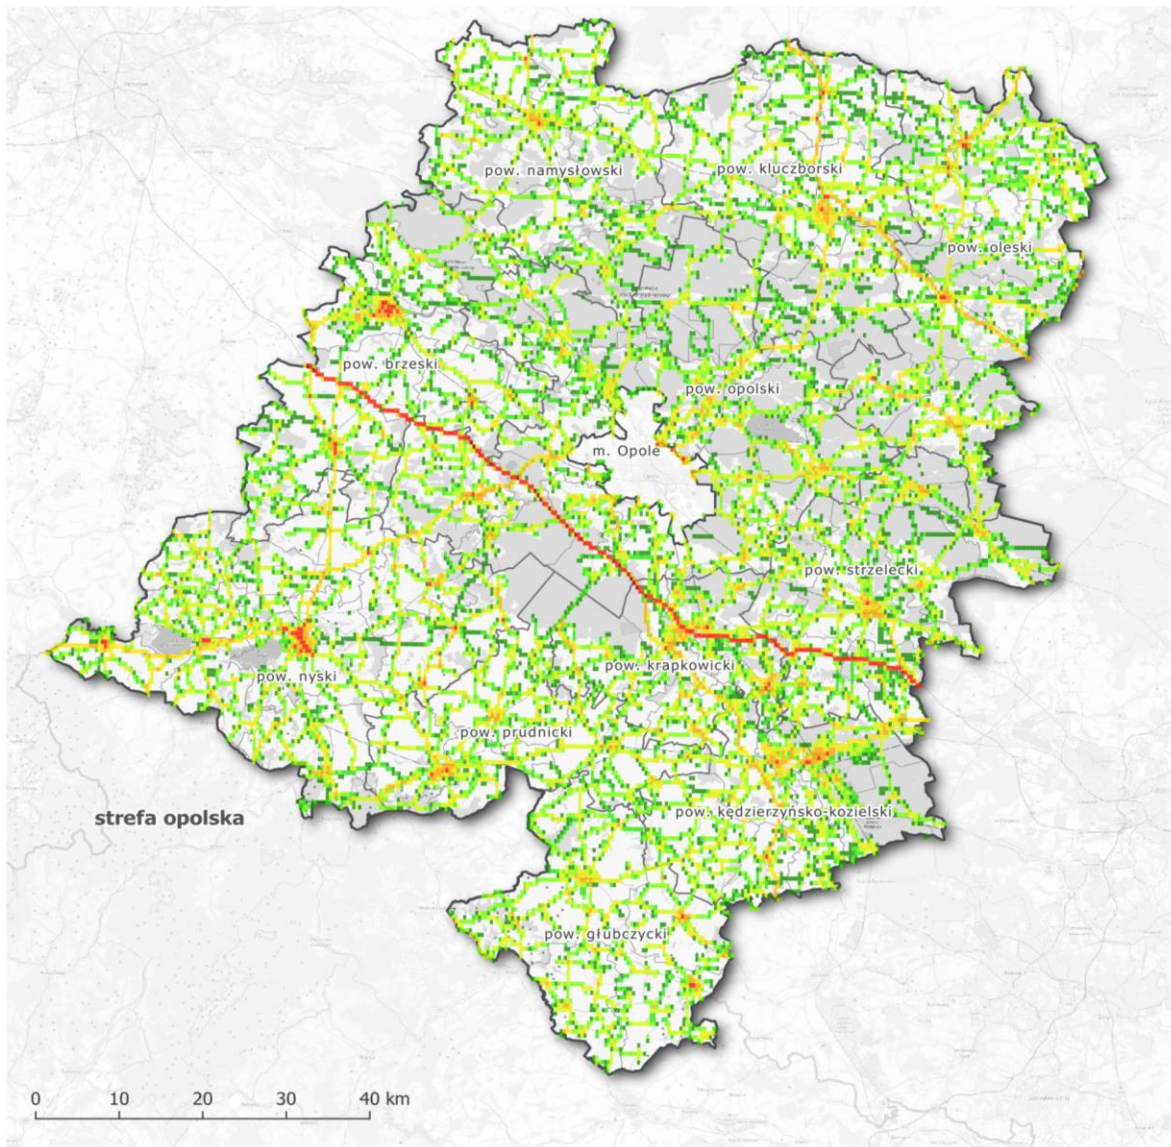 pow. namysłowski
pow. kluczborski
pow. oleski
pow. brzeski
pow. opolski
m. Opole
pow. strzelecki
pow. krapkowicki
pow. nyski
pow. prudnicki
strefa opolska
pow. kędzierzyńsko-kozielski
pow. głubczycki
0 10 20 30 40 km